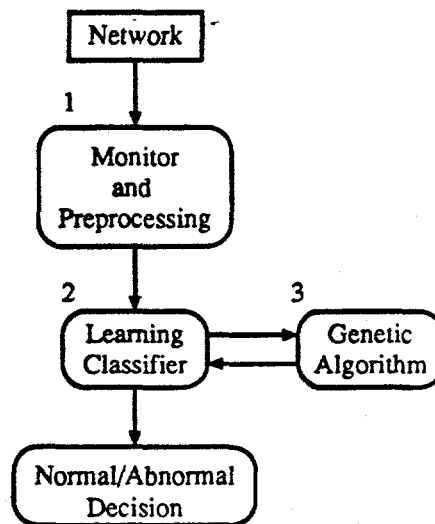 Network
1
Monitor
and
Preprocessing
2
3
Learning
Classifier
Genetic
Algorithm
Normal/Abnormal
Decision